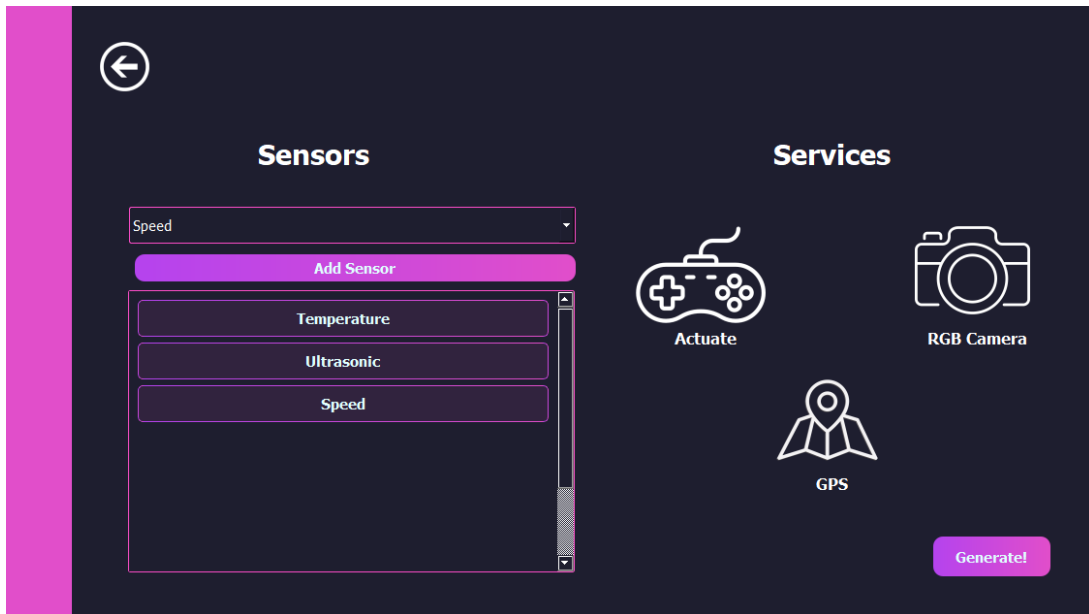 Sensors
Speed
Add Sensor
Temperature
Ultrasonic
Speed
Services
Actuate
RGB Camera
GPS
Generate!